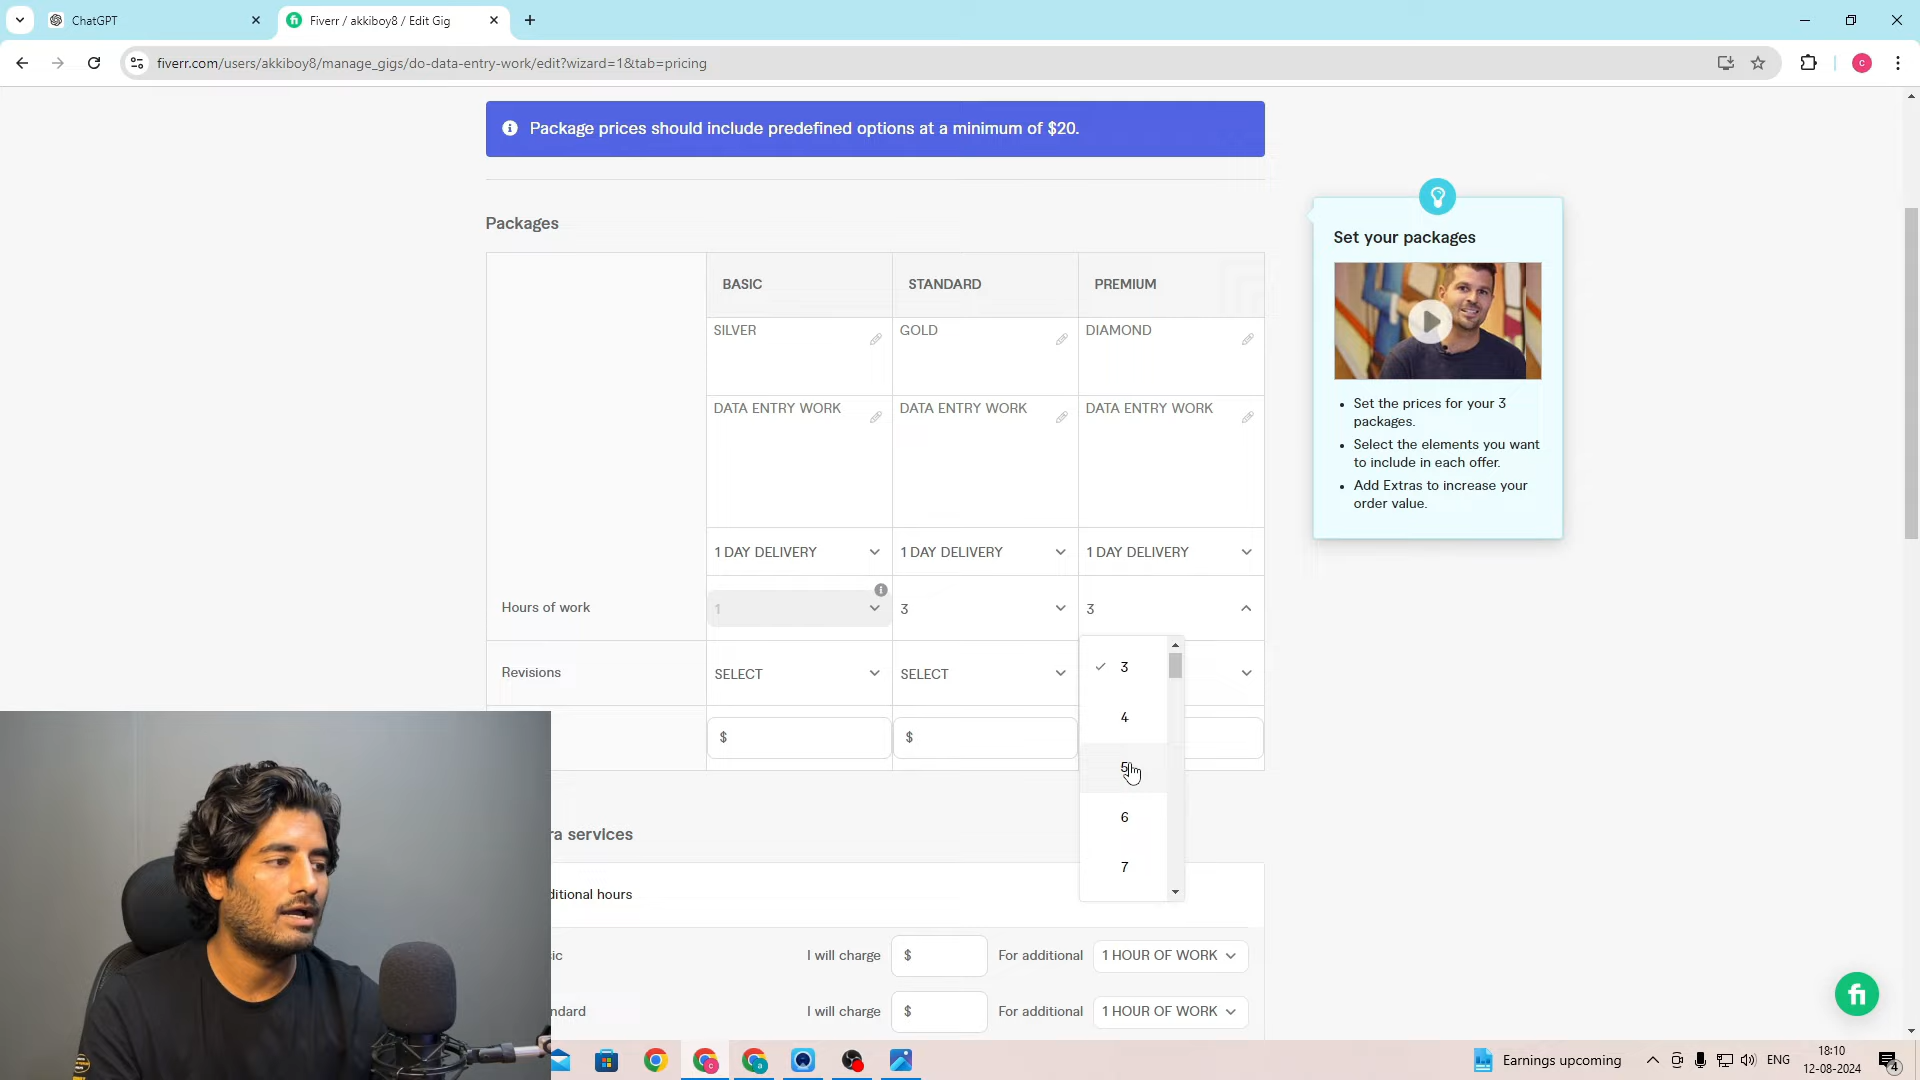 ChatGPT
Fiverr / akkiboy8 / Edit Gig
fiverr.com/users/akkiboy8/manage_gigs/do-data-entry-work/edit?wizard=1&tab=pricing
c
Package prices should include predefined options at a minimum of $20.
Packages
BASIC STANDARD PREMIUM
SILVER GOLD DIAMOND
DATA ENTRY WORK DATA ENTRY WORK DATA ENTRY WORK
1 DAY DELIVERY 1 DAY DELIVERY 1 DAY DELIVERY
Hours of work 1 3 3
Revisions SELECT SELECT
3
4
5
6
7
$ $
Set your packages
• Set the prices for your 3
packages.
• Select the elements you want
to include in each offer.
• Add Extras to increase your
order value.
ra services
ditional hours
ic I will charge $ For additional 1 HOUR OF WORK
ndard I will charge $ For additional 1 HOUR OF WORK
fi
Earnings upcoming
ENG
18:10
12-08-2024
4